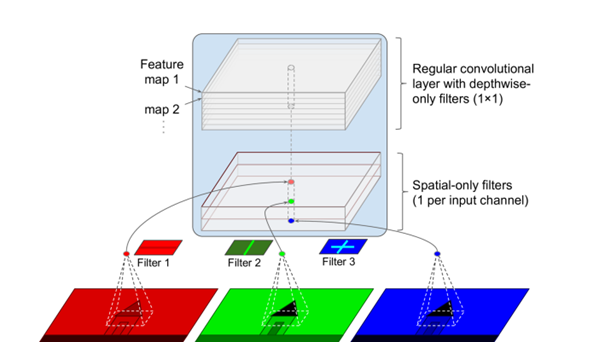 Feature
map 1
map 2
Regular convolutional
layer with depthwise-
only filters (1×1)
Spatial-only filters
(1 per input channel)
Filter 1
Filter 2
Filter 3